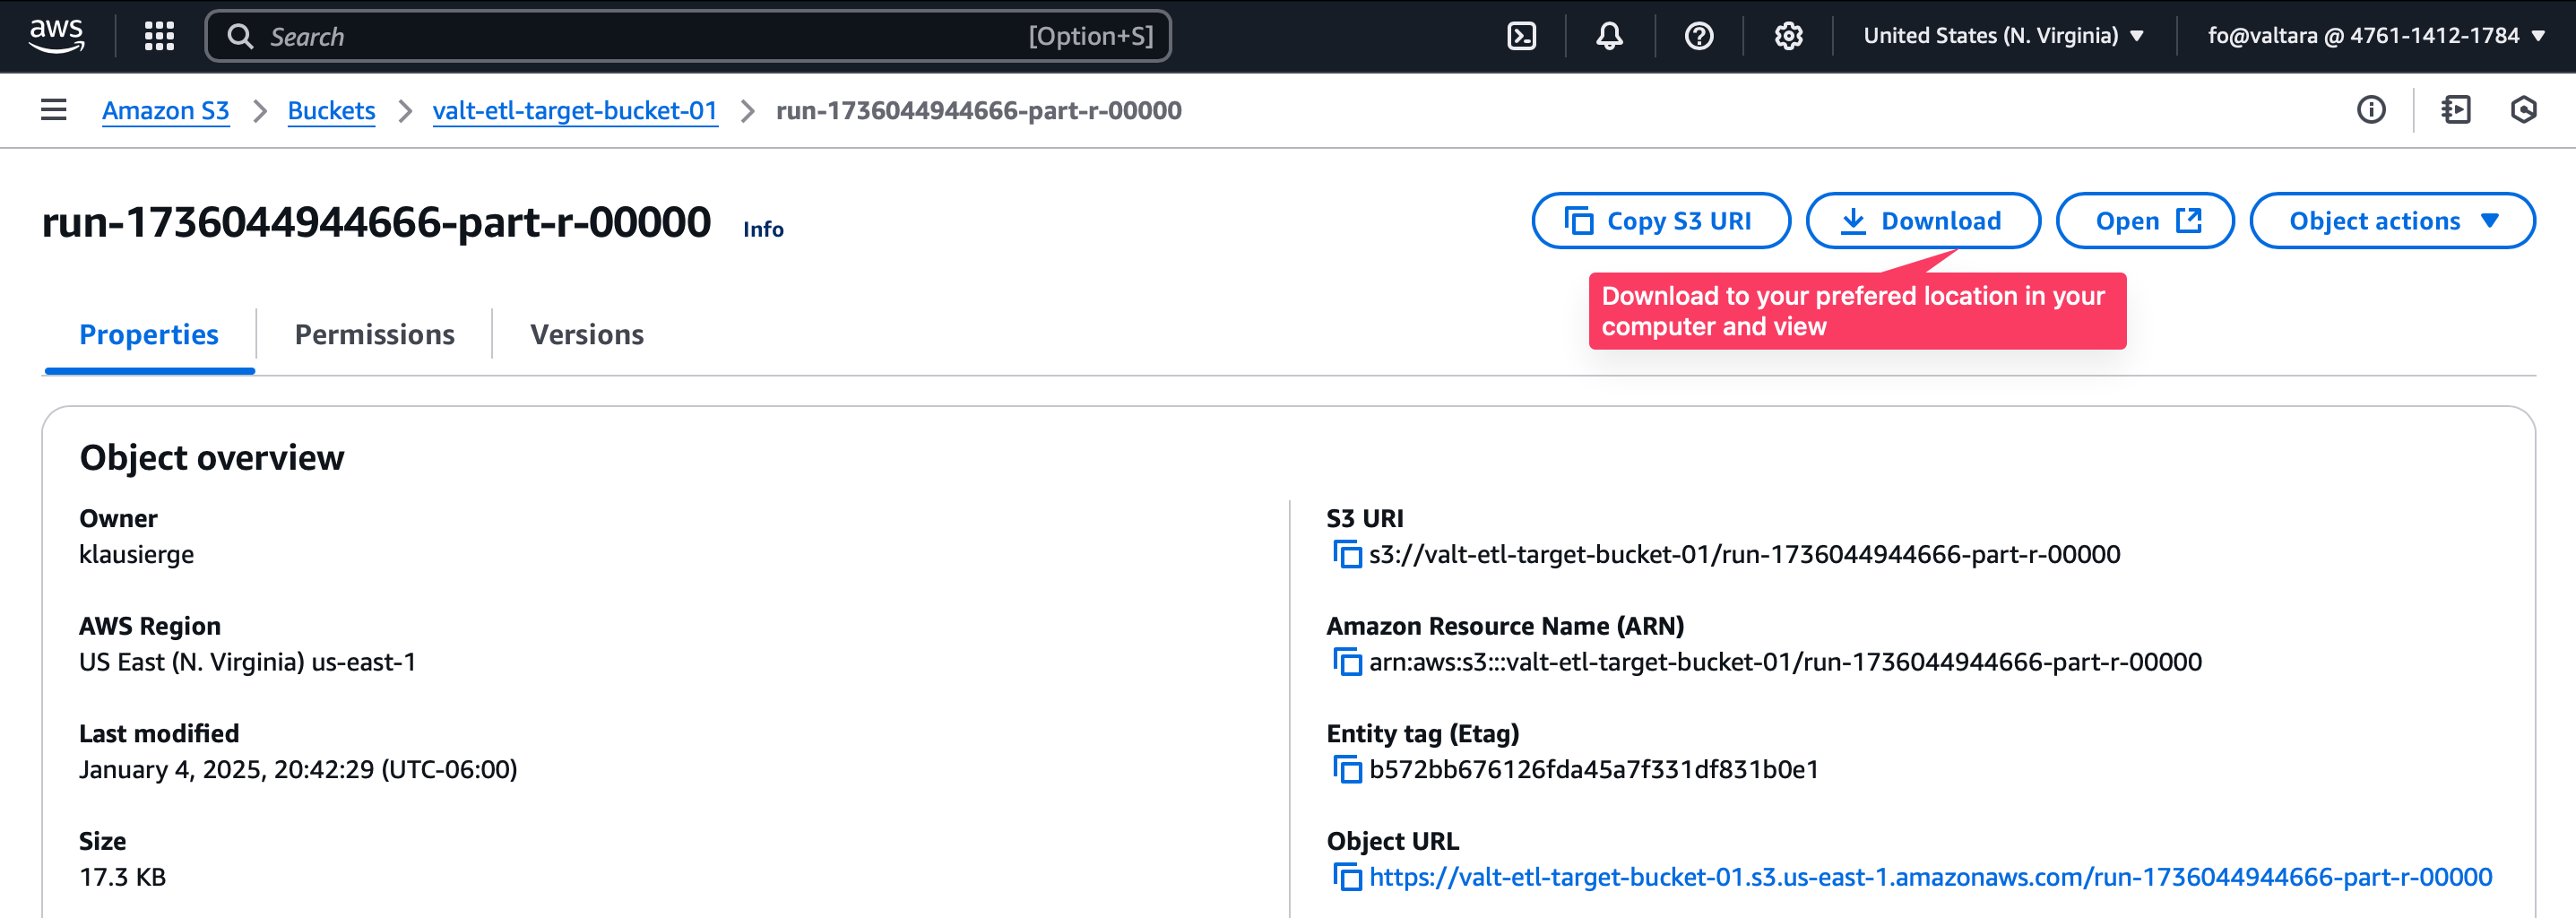 aws
Search [Option+S]
United States (N. Virginia)
fo@valtara @ 4761-1412-1784
Amazon S3
Buckets
valt-etl-target-bucket-01
run-1736044944666-part-r-00000
run-1736044944666-part-r-00000
Info
Copy S3 URI
Download
Open
Object actions
Download to your prefered location in your
computer and view
Properties
Permissions
Versions
Object overview
Owner
klausierge
AWS Region
US East (N. Virginia) us-east-1
Last modified
January 4, 2025, 20:42:29 (UTC-06:00)
Size
17.3 KB
S3 URI
s3://valt-etl-target-bucket-01/run-1736044944666-part-r-00000
Amazon Resource Name (ARN)
arn:aws:s3:::valt-etl-target-bucket-01/run-1736044944666-part-r-00000
Entity tag (Etag)
b572bb676126fda45a7f331df831b0e1
Object URL
https://valt-etl-target-bucket-01.s3.us-east-1.amazonaws.com/run-1736044944666-part-r-00000